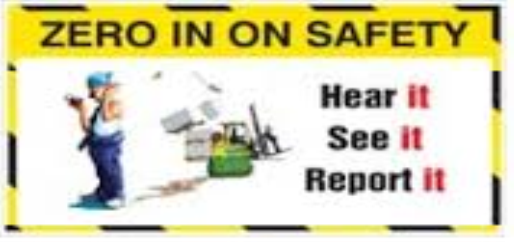 ZERO IN ON SAFETY
Hear it
See it
Report it